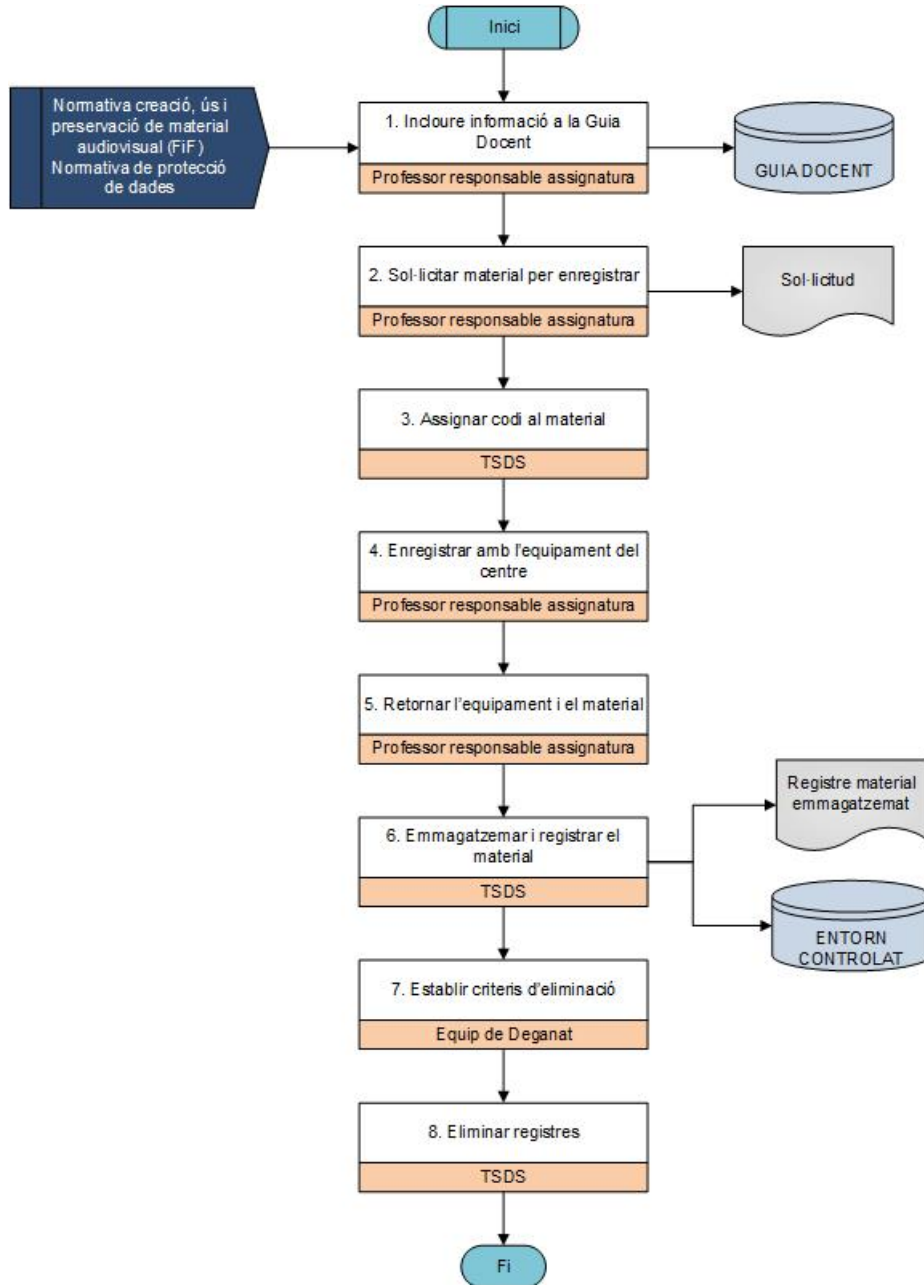 Inici
Normativa creació, ús i
preservació de material
audiovisual (FiF)
Normativa de protecció
de dades
1. Incloure informació a la Guia
Docent
Professor responsable assignatura
GUIA DOCENT
2. Sol·licitar material per enregistrar
Professor responsable assignatura
Sol·licitud
3. Assignar codi al material
TSDS
4. Enregistrar amb l'equipament del
centre
Professor responsable assignatura
5. Retornar l'equipament i el material
Professor responsable assignatura
6. Emmagatzemar i registrar el
material
TSDS
Registre material
emmagatzemat
ENTORN
CONTROLAT
7. Establir criteris d'eliminació
Equip de Deganat
8. Eliminar registres
TSDS
Fi